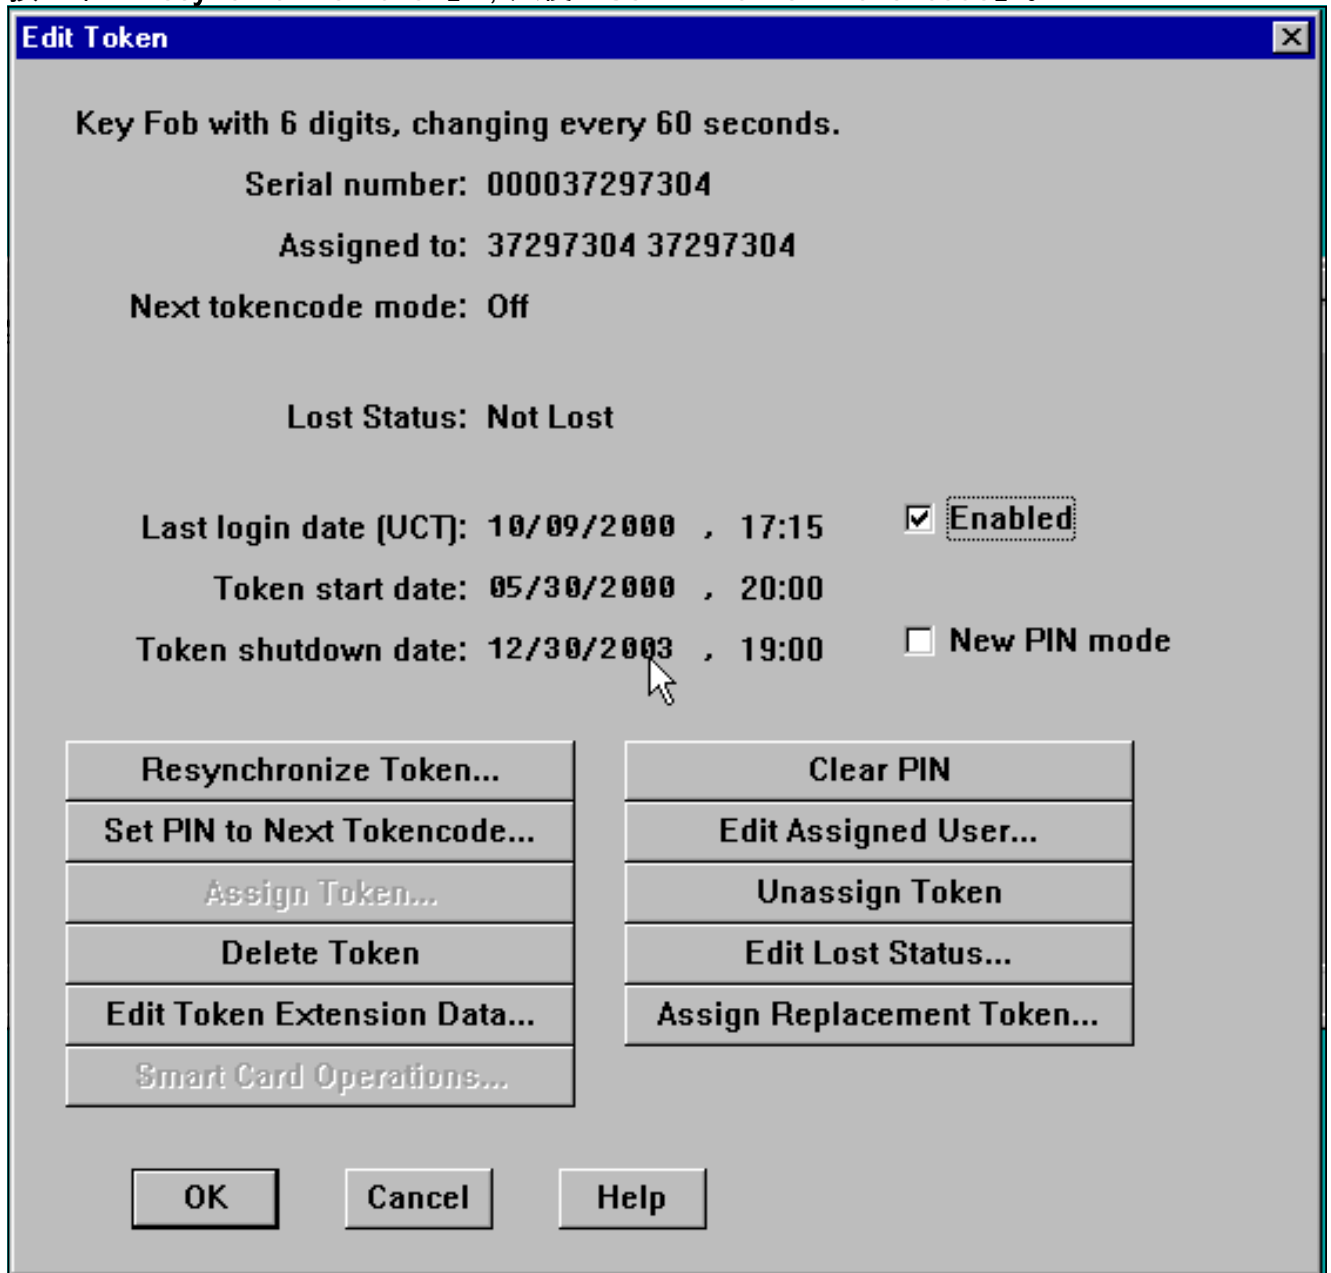 Edit Token
Key Fob with 6 digits, changing every 60 seconds.
Serial number: 000037297304
Assigned to: 37297304 37297304
Next tokencode mode: Off
Lost Status: Not Lost
Last login date (UCT): 10/09/2000 , 17:15
Enabled
Token start date: 05/30/2000 , 20:00
Token shutdown date: 12/30/2003 , 19:00
New PIN mode
Resynchronize Token...
Clear PIN
Set PIN to Next Tokencode...
Edit Assigned User...
Assign Token...
Unassign Token
Delete Token
Edit Lost Status...
Edit Token Extension Data...
Assign Replacement Token...
Smart Card Operations...
OK
Cancel
Help